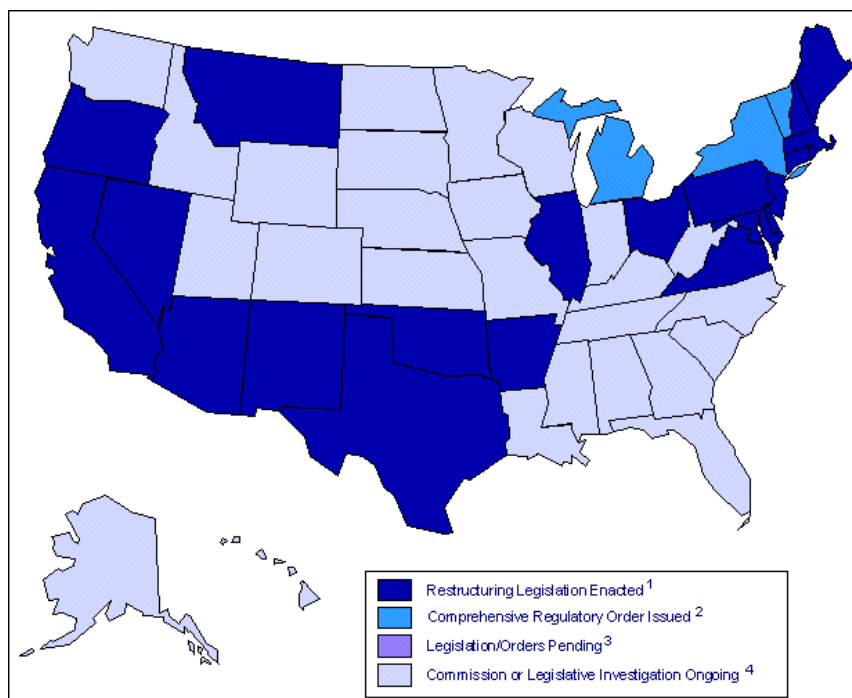 Restructuring Legislation Enacted 1
Comprehensive Regulatory Order Issued 2
Legislation/Orders Pending 3
Commission or Legislative Investigation Ongoing 4